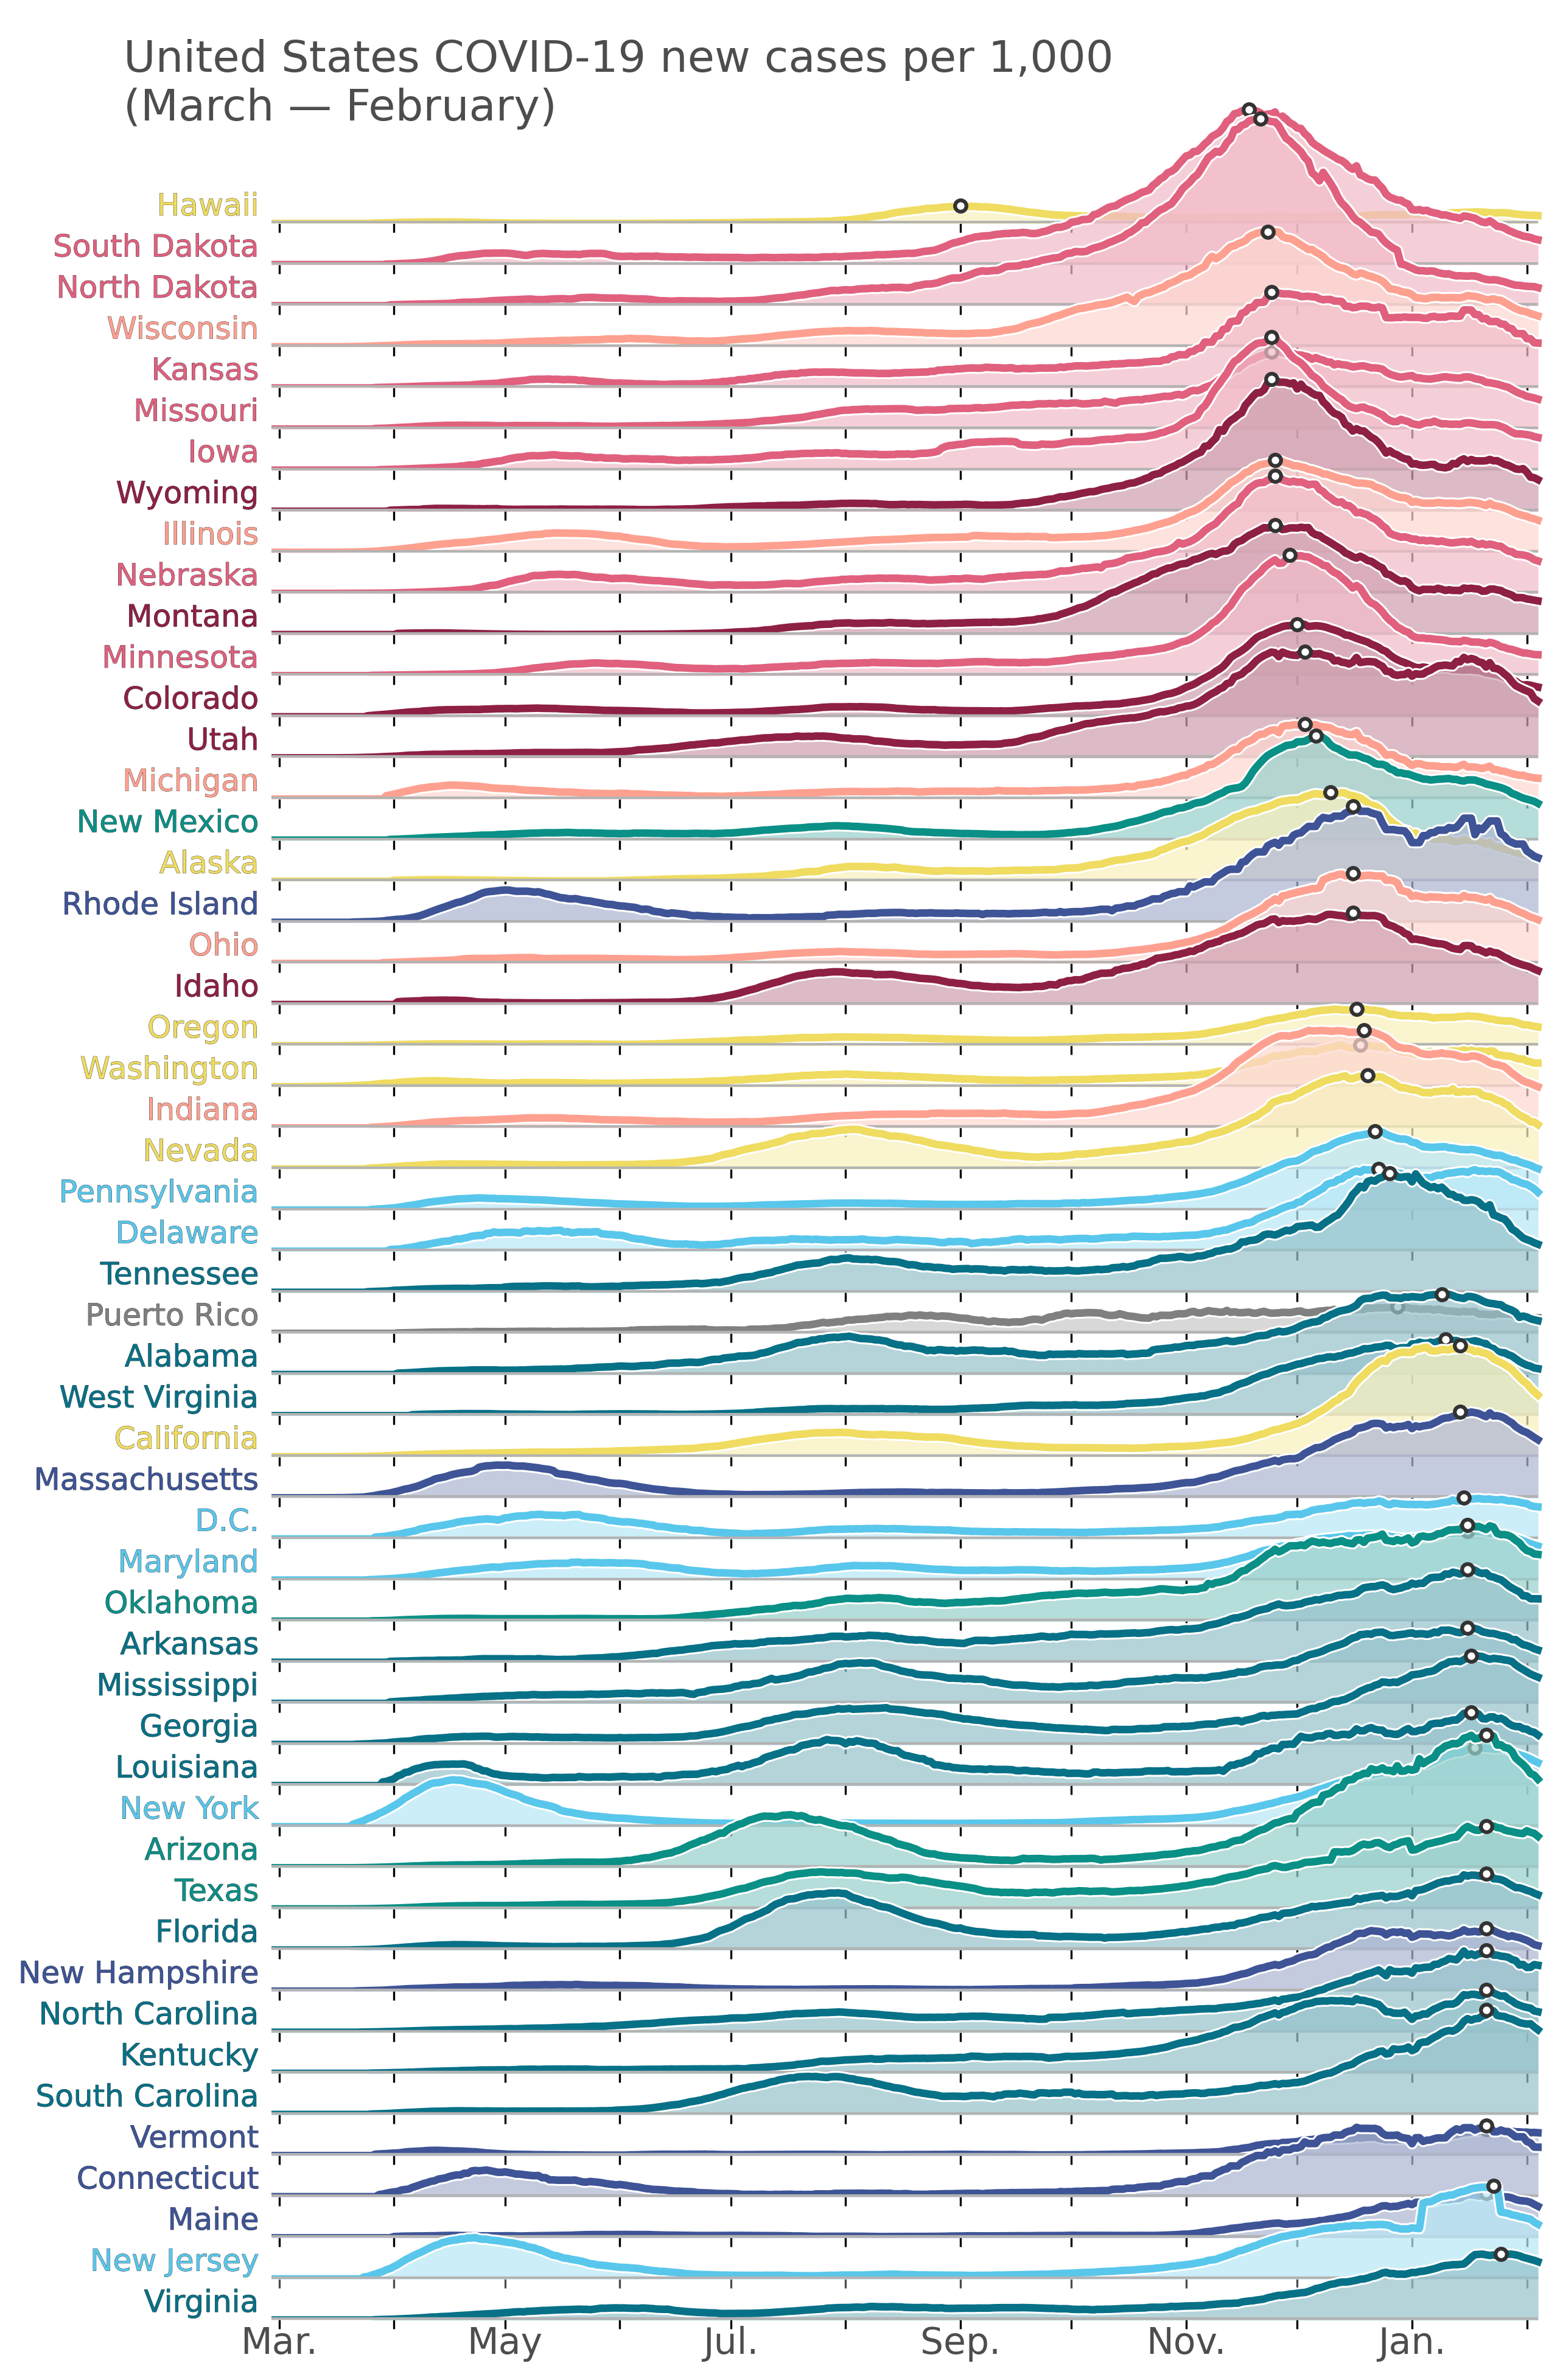 United States COVID-19 new cases per 1,000
(March — February)
Hawaii
South Dakota
North Dakota
Wisconsin
Kansas
Missouri
Iowa
Wyoming
Illinois
Nebraska
Montana
Minnesota
Colorado
Utah
Michigan
New Mexico
Alaska
Rhode Island
Ohio
Idaho
Oregon
Washington
Indiana
Nevada
Pennsylvania
Delaware
Tennessee
Puerto Rico
Alabama
West Virginia
California
Massachusetts
D.C.
Maryland
Oklahoma
Arkansas
Mississippi
Georgia
Louisiana
New York
Arizona
Texas
Florida
New Hampshire
North Carolina
Kentucky
South Carolina
Vermont
Connecticut
Maine
New Jersey
Virginia
Mar. May Jul. Sep. Nov. Jan.